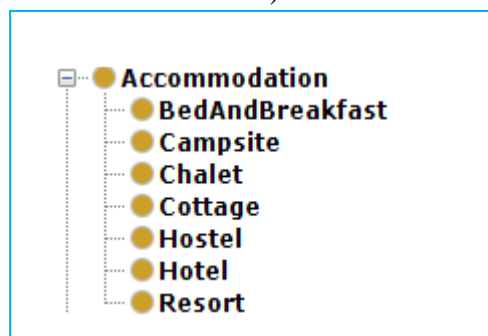 )
Accommodation
BedAndBreakfast
Campsite
Chalet
Cottage
Hostel
Hotel
Resort